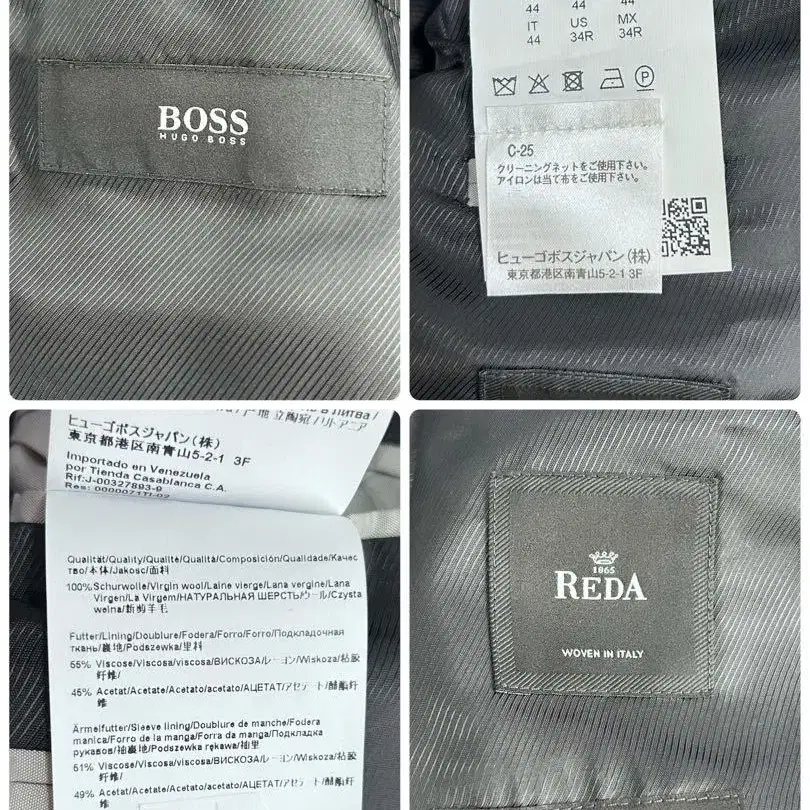 BOSS
HUGO BOSS
44 44 44
IT US MX
44 34R 34R
C-25
クリーニングネットをご使用下さい。
アイロンは当て布をご使用下さい。
ヒューゴボスジャパン(株)
東京都港区南青山5-2-1 3F
立陶宛 /リトアニア
ヒューゴボスジャパン(株)
東京都港区南青山5-2-1 3F
Importado en Venezuela
por Tienda Casablanca C.A.
Rif:J-00327893-9
Qualität/Quality/Qualité/Qualità/Composición/Qualidade/Качес
тво/本体/Jakość/面料
100% Schurwolle/Virgin wool/Laine vierge/Lana vergine/Lana
Virgen/La Virgem/НАТУРАЛЬНАЯ ШЕРСТЬ/ウール/Czysta
wełna/新剪羊毛
Futter/Lining/Doublure/Fodera/Forro/Forro/Подкладочная
ткань/裏地/Podszewka/里料
55% Viscose/Viscose/viscosa/ВИСКОЗА/レーヨン/Wiskoza/粘胶
纤维/
45% Acetat/Acetate/Acetato/acetato/АЦЕТАТ/アセテート/醋酯纤
维/
Ärmelfutter/Sleeve lining/Doublure de manche/Fodera
manica/Forro de la manga/Forra da manga/Подкладка
рукавов/袖裏地/Podszewka rękawa/袖里
51% Viscose/Viscose/viscosa/ВИСКОЗА/レーヨン/Wiskoza/粘胶
纤维/
49% Acetat/Acetate/Acetato/acetato/АЦЕТАТ/アセテート/醋酯纤
1865
REDA
WOVEN IN ITALY